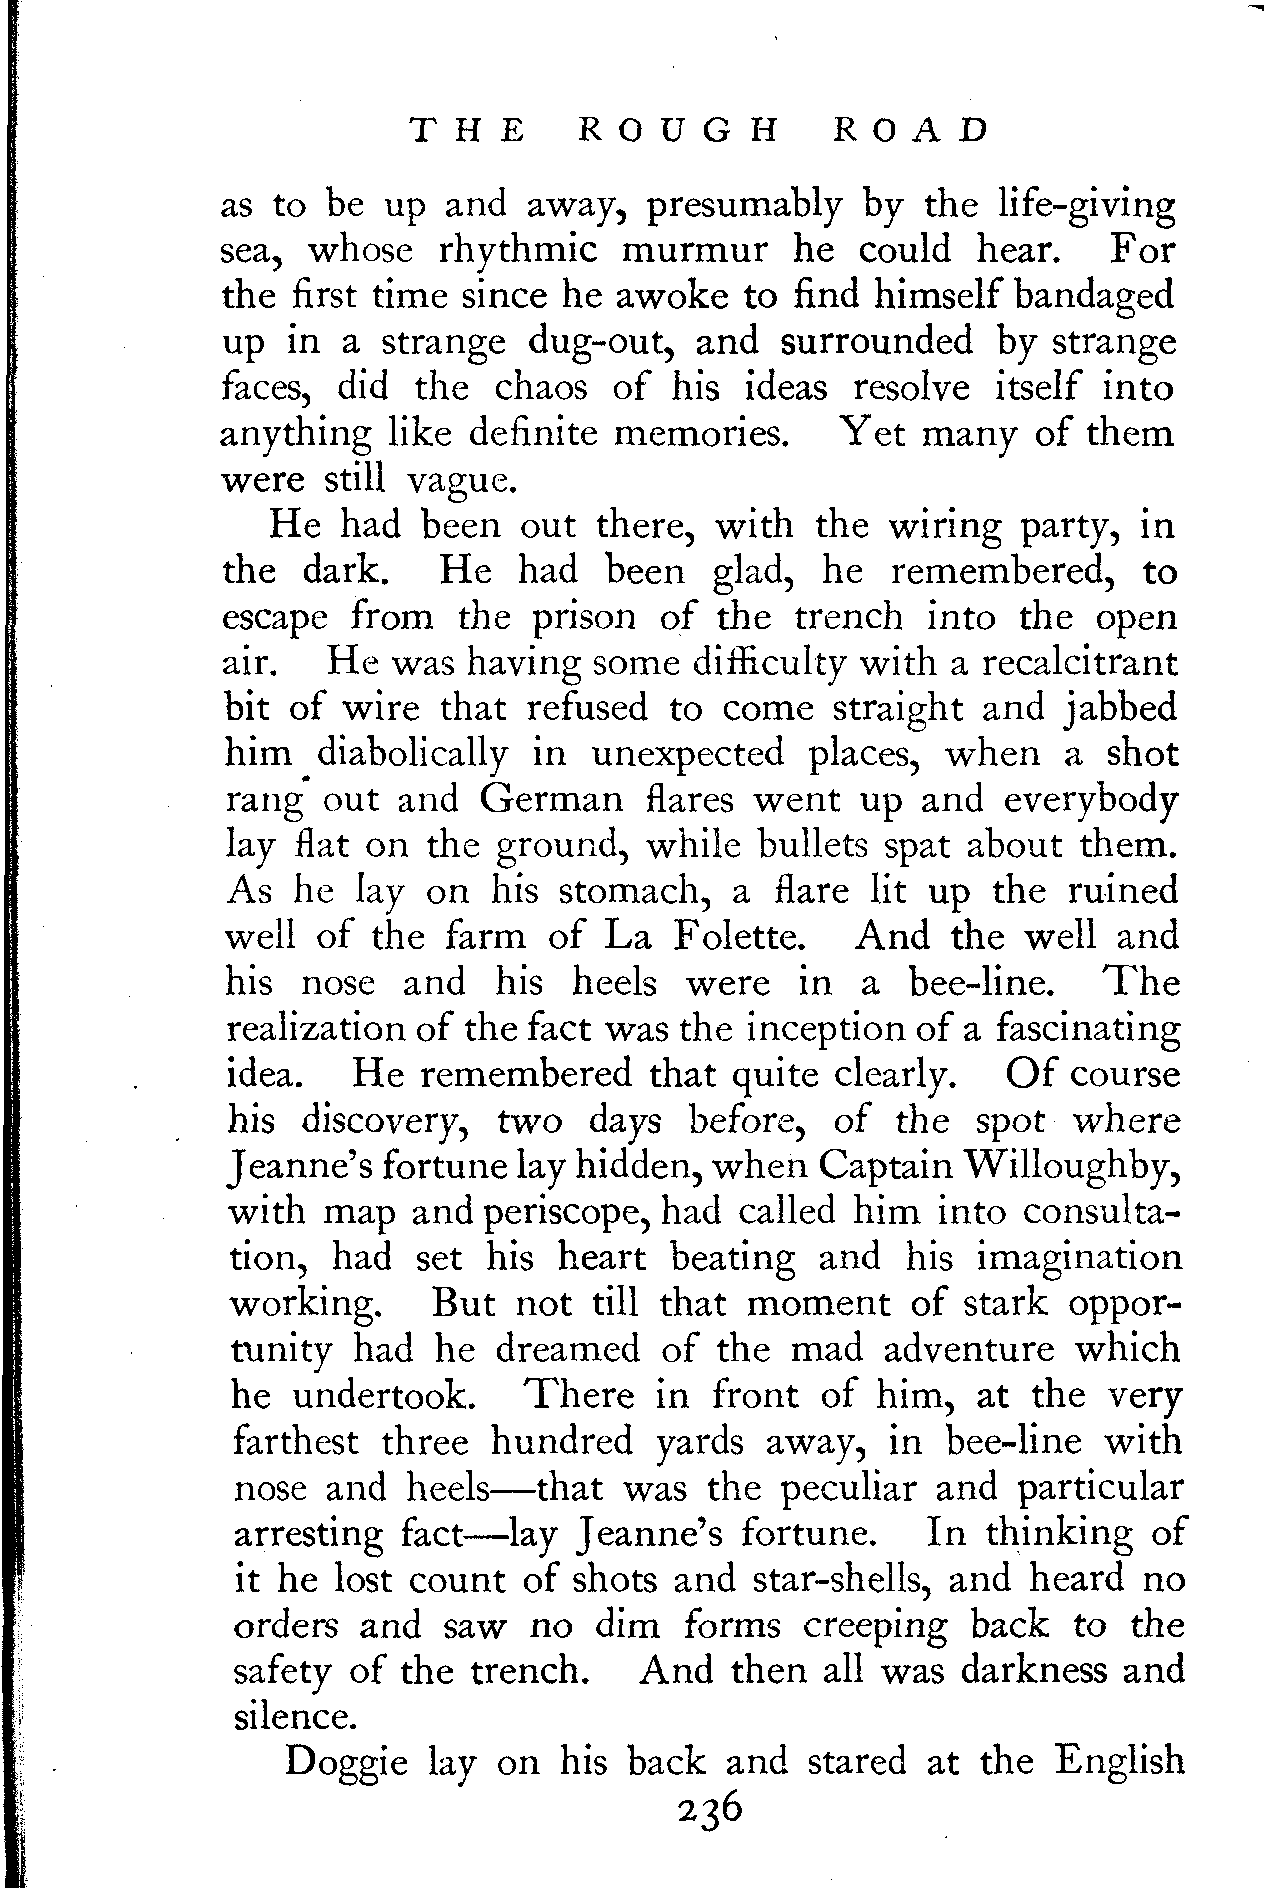 THE ROUGH ROAD
as to be up and away, presumably by the life-giving
sea, whose rhythmic murmur he could hear. For
the first time since he awoke to find himself bandaged
up in a strange dug-out, and surrounded by strange
faces, did the chaos of his ideas resolve itself into
anything like definite memories. Yet many of them
were still vague.
He had been out there, with the wiring party, in
the dark. He had been glad, he remembered, to
escape from the prison of the trench into the open
air. He was having some difficulty with a recalcitrant
bit of wire that refused to come straight and jabbed
him diabolically in unexpected places, when a shot
rang out and German flares went up and everybody
lay flat on the ground, while bullets spat about them.
As he lay on his stomach, a flare lit up the ruined
well of the farm of La Folette. And the well and
his nose and his heels were in a bee-line. The
realization of the fact was the inception of a fascinating
idea. He remembered that quite clearly. Of course
his discovery, two days before, of the spot where
Jeanne's fortune lay hidden, when Captain Willoughby,
with map and periscope, had called him into consulta-
tion, had set his heart beating and his imagination
working. But not till that moment of stark oppor-
tunity had he dreamed of the mad adventure which
he undertook. There in front of him, at the very
farthest three hundred yards away, in bee-line with
nose and heels—that was the peculiar and particular
arresting fact—lay Jeanne's fortune. In thinking of
it he lost count of shots and star-shells, and heard no
orders and saw no dim forms creeping back to the
safety of the trench. And then all was darkness and
silence.
Doggie lay on his back and stared at the English
236